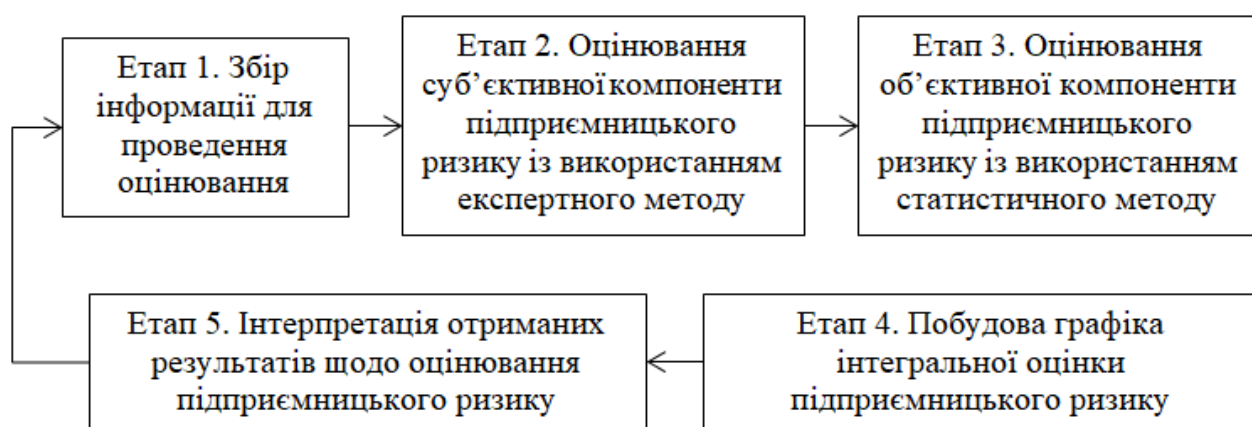 Етап 1. Збір
інформації для
проведення
оцінювання
Етап 2. Оцінювання
суб’єктивної компоненти
підприємницького
ризику із використанням
експертного методу
Етап 3. Оцінювання
об’єктивної компоненти
підприємницького
ризику із використанням
статистичного методу
Етап 4. Побудова графіка
інтегральної оцінки
підприємницького ризику
Етап 5. Інтерпретація отриманих
результатів щодо оцінювання
підприємницького ризику